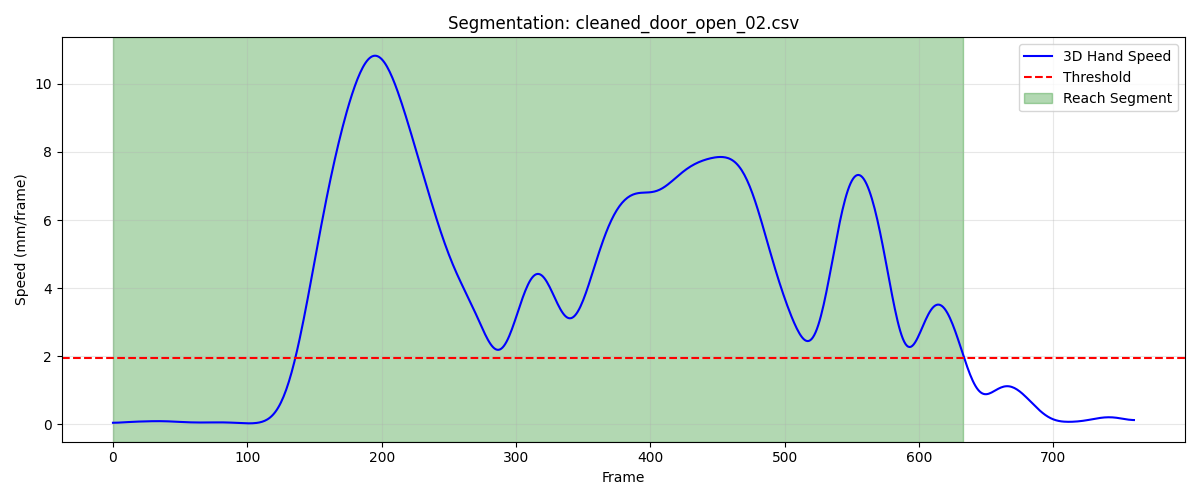 Segmentation: cleaned_door_open_02.csv
3D Hand Speed
Threshold
Reach Segment
Speed (mm/frame)
10
8
6
4
2
0
0 100 200 300 400 500 600 700
Frame